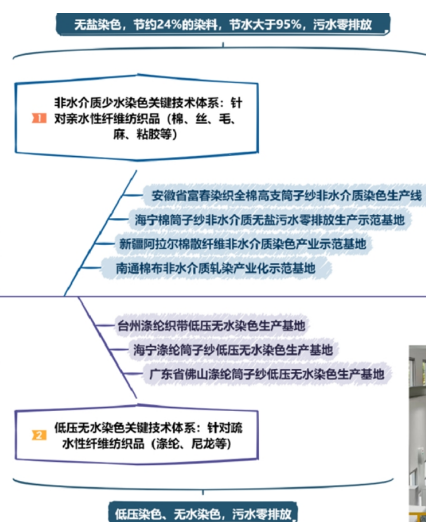 无盐染色，节约24%的染料，节水大于95%，污水零排放
1
非水介质少水染色关键技术体系：针
对亲水性纤维纺织品（棉、丝、毛、
麻、粘胶等）
安徽省富春染织全棉高支筒子纱非水介质染色生产线
海宁棉筒子纱非水介质无盐污水零排放生产示范基地
新疆阿拉尔棉散纤维非水介质染色产业示范基地
南通棉布非水介质轧染产业化示范基地
台州涤纶织带低压无水染色生产基地
海宁涤纶筒子纱低压无水染色生产基地
广东省佛山涤纶筒子纱低压无水染色生产基地
2
低压无水染色关键技术体系：针对疏
水性纤维纺织品（涤纶、尼龙等）
低压染色、无水染色，污水零排放